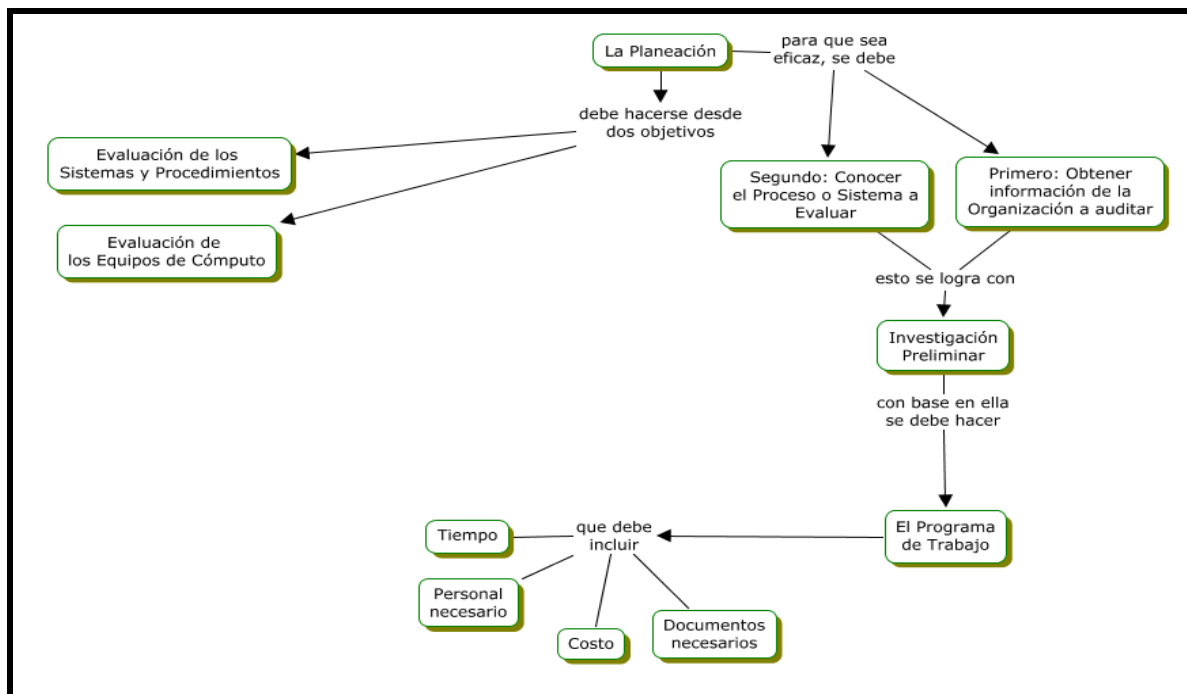 La Planeación
para que sea
eficaz, se debe
debe hacerse desde
dos objetivos
Evaluación de los
Sistemas y Procedimientos
Evaluación de
los Equipos de Cómputo
Segundo: Conocer
el Proceso o Sistema a
Evaluar
Primero: Obtener
información de la
Organización a auditar
esto se logra con
Investigación
Preliminar
con base en ella
se debe hacer
El Programa
de Trabajo
que debe
incluir
Tiempo
Personal
necesario
Costo
Documentos
necesarios